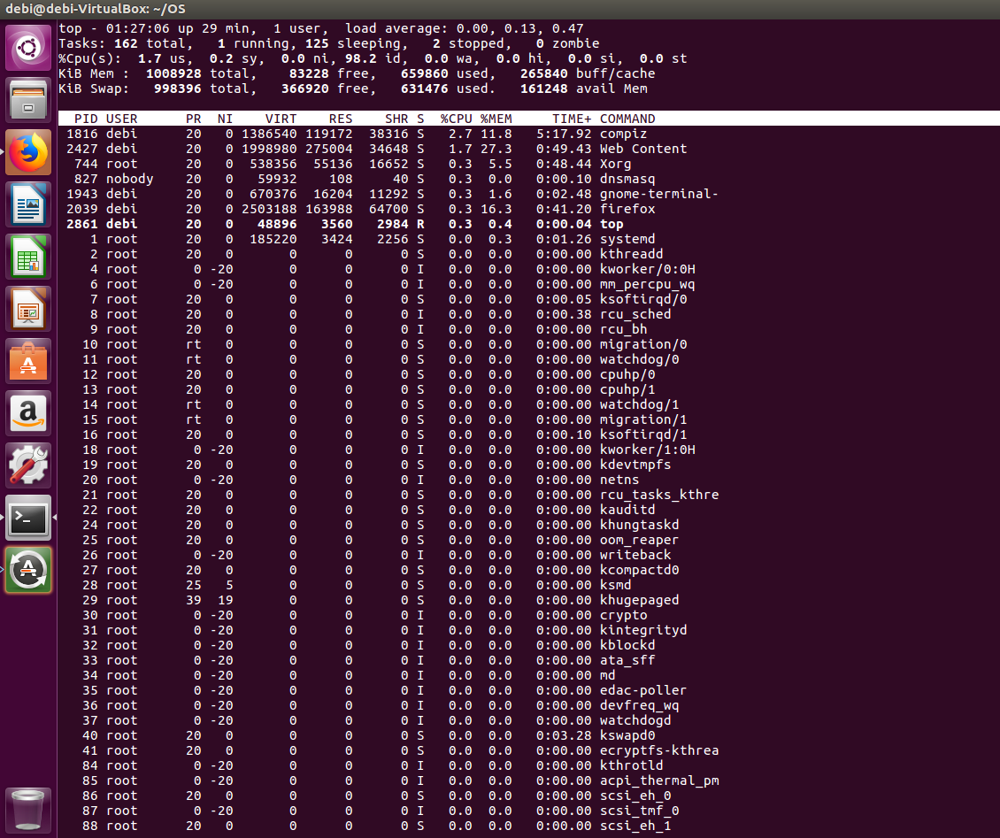 debi@debi-VirtualBox: ~/OS
top - 01:27:06 up 29 min,  1 user,  load average: 0.00, 0.13, 0.47
Tasks: 162 total,   1 running, 125 sleeping,   2 stopped,   0 zombie
%Cpu(s):  1.7 us,  0.2 sy,  0.0 ni, 98.2 id,  0.0 wa,  0.0 hi,  0.0 si,  0.0 st
KiB Mem :  1008928 total,    83228 free,   659860 used,   265840 buff/cache
KiB Swap:   998396 total,   366920 free,   631476 used.   161248 avail Mem
PID USER      PR  NI    VIRT    RES    SHR S  %CPU %MEM     TIME+ COMMAND
1816 debi      20   0 1386540 119172  38316 S   2.7 11.8   5:17.92 compiz
2427 debi      20   0 1998980 275004  34648 S   1.7 27.3   0:49.43 Web Content
744 root      20   0  538356  55136  16652 S   0.3  5.5   0:48.44 Xorg
827 nobody    20   0   59932    108     40 S   0.3  0.0   0:00.10 dnsmasq
1943 debi      20   0  670376  16204  11292 S   0.3  1.6   0:02.48 gnome-terminal-
2039 debi      20   0 2503188 163988  64700 S   0.3 16.3   0:41.20 firefox
2861 debi      20   0   48896   3560   2984 R   0.3  0.4   0:00.04 top
1 root      20   0  185220   3424   2256 S   0.0  0.3   0:01.26 systemd
2 root      20   0       0      0      0 S   0.0  0.0   0:00.00 kthreadd
4 root       0 -20       0      0      0 I   0.0  0.0   0:00.00 kworker/0:0H
6 root       0 -20       0      0      0 I   0.0  0.0   0:00.00 mm_percpu_wq
7 root      20   0       0      0      0 S   0.0  0.0   0:00.05 ksoftirqd/0
8 root      20   0       0      0      0 I   0.0  0.0   0:00.38 rcu_sched
9 root      20   0       0      0      0 I   0.0  0.0   0:00.00 rcu_bh
10 root      rt   0       0      0      0 S   0.0  0.0   0:00.00 migration/0
11 root      rt   0       0      0      0 S   0.0  0.0   0:00.00 watchdog/0
12 root      20   0       0      0      0 S   0.0  0.0   0:00.00 cpuhp/0
13 root      20   0       0      0      0 S   0.0  0.0   0:00.00 cpuhp/1
14 root      rt   0       0      0      0 S   0.0  0.0   0:00.00 watchdog/1
15 root      rt   0       0      0      0 S   0.0  0.0   0:00.00 migration/1
16 root      20   0       0      0      0 S   0.0  0.0   0:00.10 ksoftirqd/1
18 root       0 -20       0      0      0 I   0.0  0.0   0:00.00 kworker/1:0H
19 root      20   0       0      0      0 S   0.0  0.0   0:00.00 kdevtmpfs
20 root       0 -20       0      0      0 I   0.0  0.0   0:00.00 netns
21 root      20   0       0      0      0 S   0.0  0.0   0:00.00 rcu_tasks_kthre
22 root      20   0       0      0      0 S   0.0  0.0   0:00.00 kauditd
24 root      20   0       0      0      0 S   0.0  0.0   0:00.00 khungtaskd
25 root      20   0       0      0      0 S   0.0  0.0   0:00.00 oom_reaper
26 root       0 -20       0      0      0 I   0.0  0.0   0:00.00 writeback
27 root      20   0       0      0      0 S   0.0  0.0   0:00.00 kcompactd0
28 root      25   5       0      0      0 S   0.0  0.0   0:00.00 ksmd
29 root      39  19       0      0      0 S   0.0  0.0   0:00.00 khugepaged
30 root       0 -20       0      0      0 I   0.0  0.0   0:00.00 crypto
31 root       0 -20       0      0      0 I   0.0  0.0   0:00.00 kintegrityd
32 root       0 -20       0      0      0 I   0.0  0.0   0:00.00 kblockd
33 root       0 -20       0      0      0 I   0.0  0.0   0:00.00 ata_sff
34 root       0 -20       0      0      0 I   0.0  0.0   0:00.00 md
35 root       0 -20       0      0      0 I   0.0  0.0   0:00.00 edac-poller
36 root       0 -20       0      0      0 I   0.0  0.0   0:00.00 devfreq_wq
37 root       0 -20       0      0      0 I   0.0  0.0   0:00.00 watchdogd
40 root      20   0       0      0      0 S   0.0  0.0   0:03.28 kswapd0
41 root      20   0       0      0      0 S   0.0  0.0   0:00.00 ecryptfs-kthrea
84 root       0 -20       0      0      0 I   0.0  0.0   0:00.00 kthrotld
85 root       0 -20       0      0      0 I   0.0  0.0   0:00.00 acpi_thermal_pm
86 root      20   0       0      0      0 S   0.0  0.0   0:00.00 scsi_eh_0
87 root       0 -20       0      0      0 I   0.0  0.0   0:00.00 scsi_tmf_0
88 root      20   0       0      0      0 S   0.0  0.0   0:00.00 scsi_eh_1